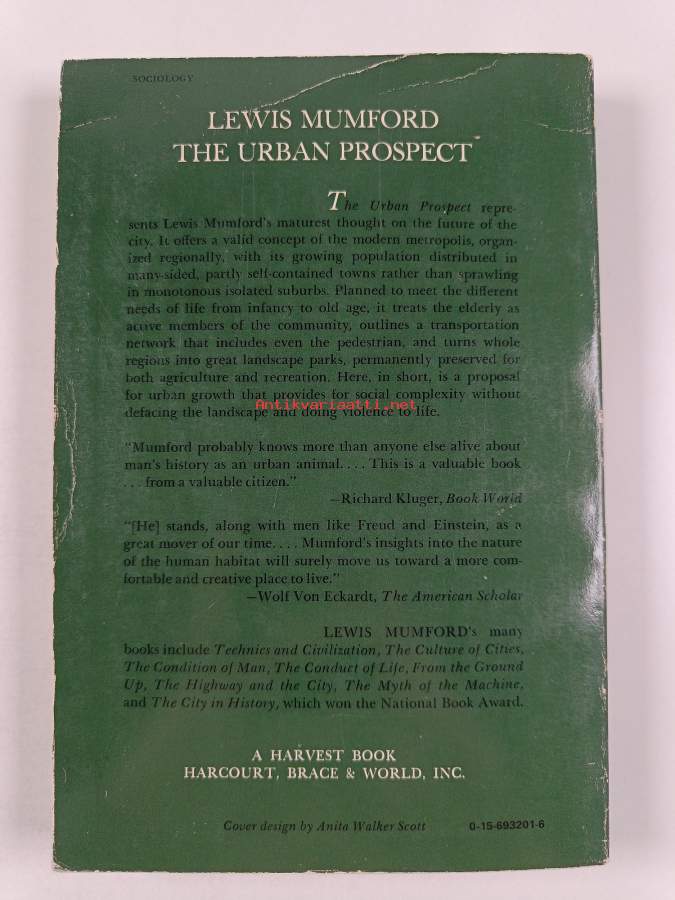 SOCIOLOGY
LEWIS MUMFORD
THE URBAN PROSPECT
The Urban Prospect repre-
sents Lewis Mumford's maturest thought on the future of the
city. It offers a valid concept of the modern metropolis, organ-
ized regionally, with its growing population distributed in
many-sided, partly self-contained towns rather than sprawling
in monotonous isolated suburbs. Planned to meet the different
needs of life from infancy to old age, it treats the elderly as
active members of the community, outlines a transportation
network that includes even the pedestrian, and turns whole
regions into great landscape parks, permanently preserved for
both agriculture and recreation. Here, in short, is a proposal
for urban growth that provides for social complexity without
defacing the landscape and doing violence to life.
Antikvariaatti.net
"Mumford probably knows more than anyone else alive about
man's history as an urban animal.... This is a valuable book
... from a valuable citizen."
—Richard Kluger, Book World
"[He] stands, along with men like Freud and Einstein, as a
great mover of our time.... Mumford's insights into the nature
of the human habitat will surely move us toward a more com-
fortable and creative place to live."
—Wolf Von Eckardt, The American Scholar
LEWIS MUMFORD's many
books include Technics and Civilization, The Culture of Cities,
The Condition of Man, The Conduct of Life, From the Ground
Up, The Highway and the City, The Myth of the Machine,
and The City in History, which won the National Book Award.
A HARVEST BOOK
HARCOURT, BRACE & WORLD, INC.
Cover design by Anita Walker Scott
0-15-693201-6